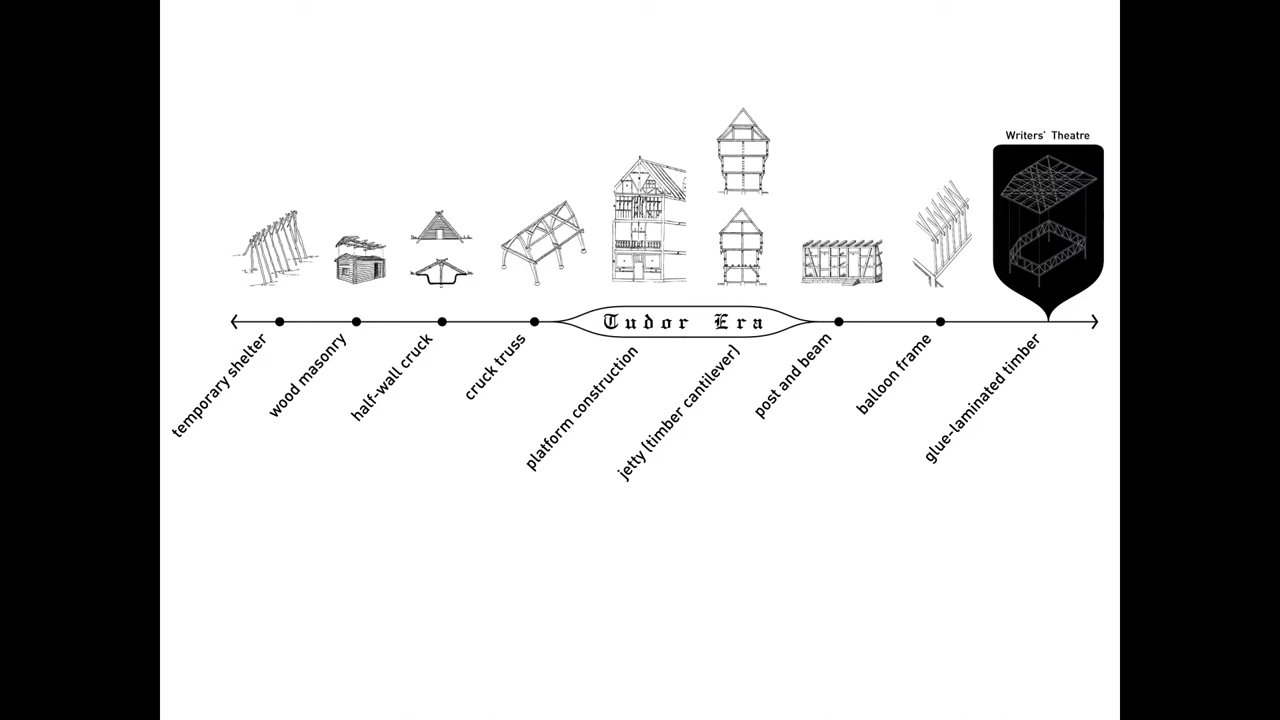 Writers' Theatre
Tudor Era
temporary shelter
wood masonry
half-wall cruck
cruck truss
platform construction
jetty (timber cantilever)
post and beam
balloon frame
glue-laminated timber